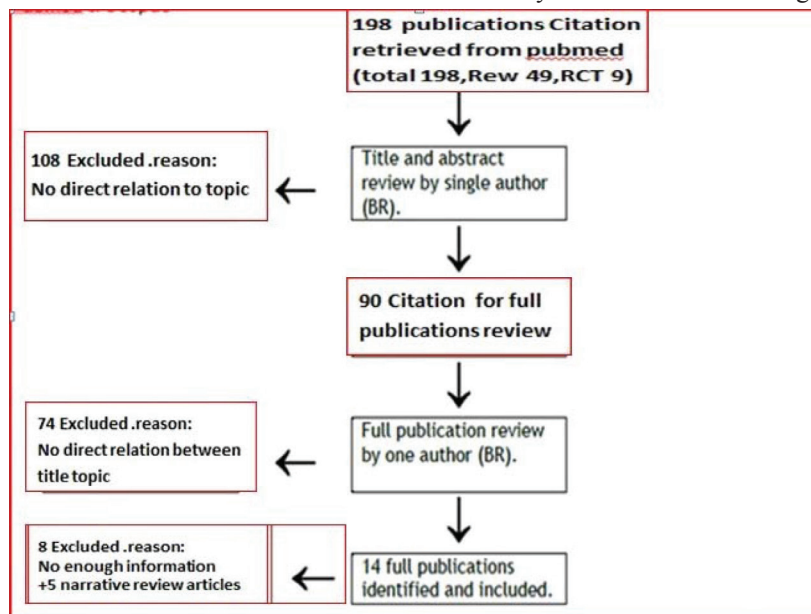 198 publications Citation
retrieved from pubmed
(total 198,Rew 49,RCT 9)
108 Excluded .reason:
No direct relation to topic
Title and abstract
review by single author
(BR).
90 Citation for full
publications review
74 Excluded .reason:
No direct relation between
title topic
Full publication review
by one author (BR).
8 Excluded .reason:
No enough information
+5 narrative review articles
14 full publications
identified and included.